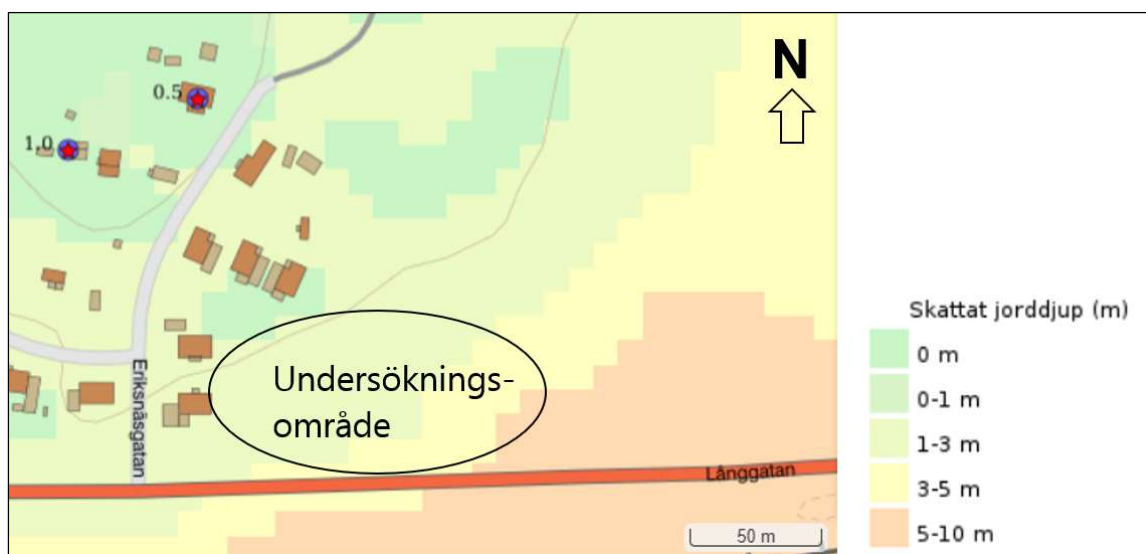 N
0.5
1.0
Undersöknings-
område
Eriksnäsgatan
Långgatan
50 m
Skattat jorddjup (m)
0 m
0-1 m
1-3 m
3-5 m
5-10 m